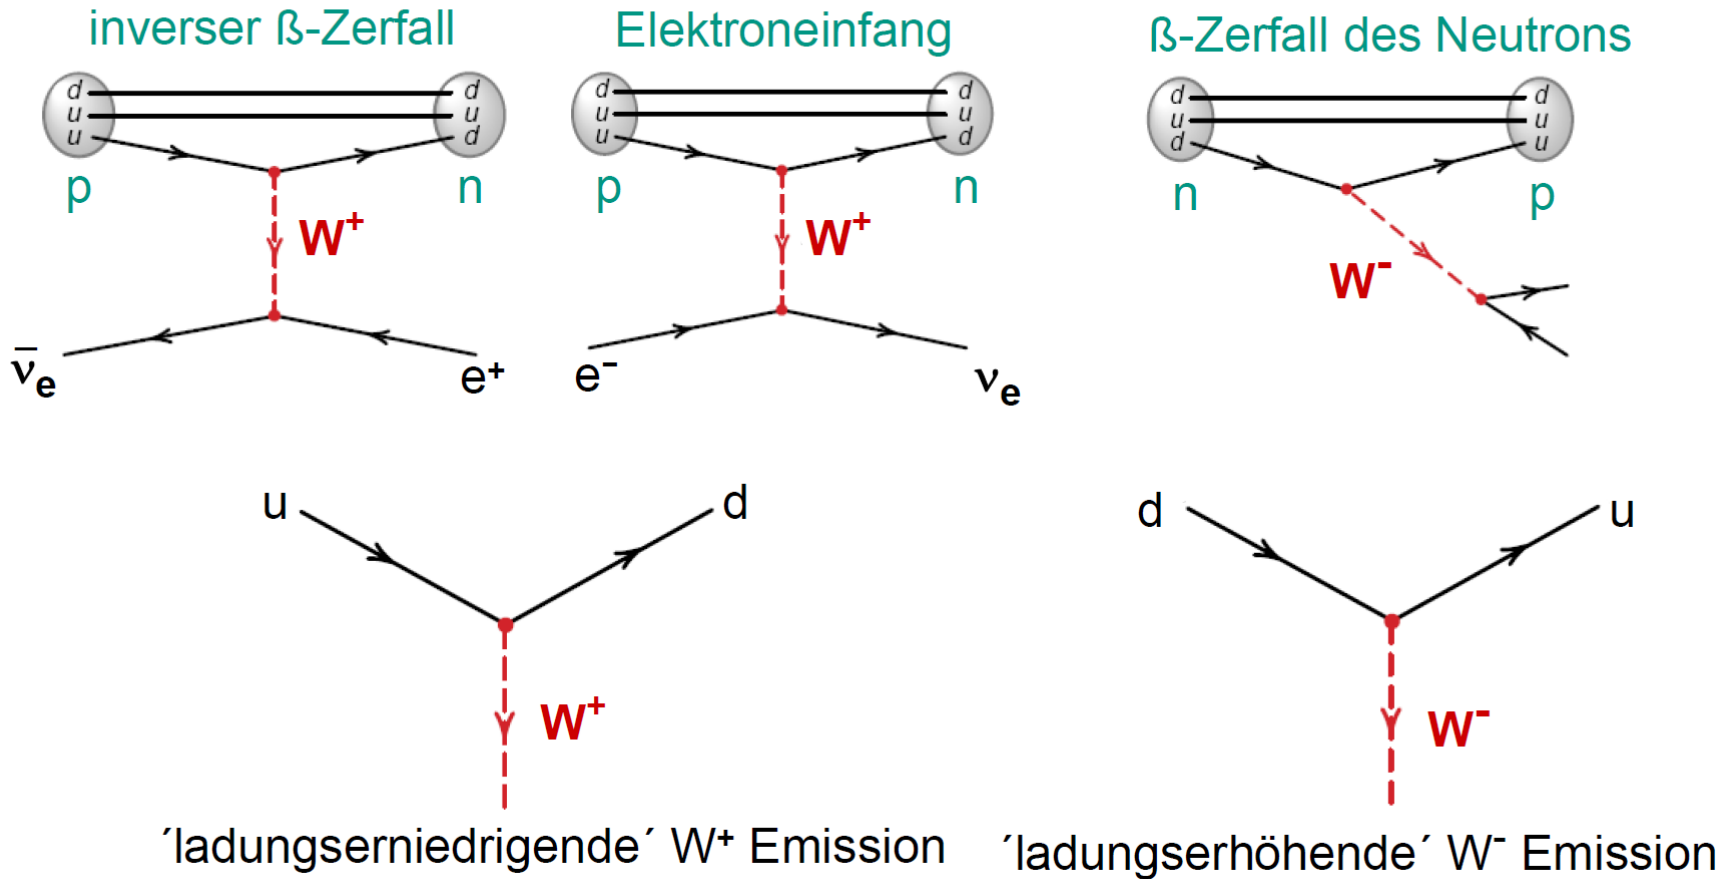 inverser ß-Zerfall
d d
u u
u d
p n
W⁺
ν̅e e⁺
Elektroneinfang
d d
u u
u d
p n
W⁺
e⁻ νe
ß-Zerfall des Neutrons
d d
u u
d u
n p
W⁻
u d
W⁺
´ladungserniedrigende´ W⁺ Emission
d u
W⁻
´ladungserhöhende´ W⁻ Emission